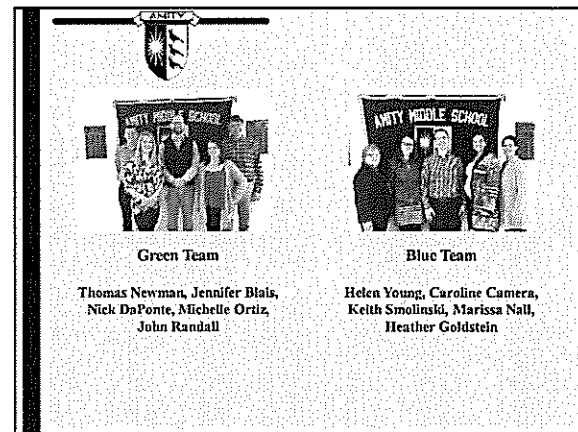 AMITY
AMITY MIDDLE SCHOOL
AMITY MIDDLE SCHOOL
Green Team
Thomas Newman, Jennifer Blais,
Nick DaPonte, Michelle Ortiz,
John Randall
Blue Team
Helen Young, Caroline Camera,
Keith Smolinski, Marissa Nall,
Heather Goldstein